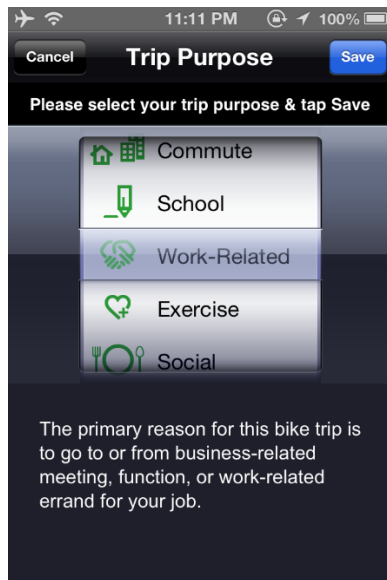 11:11 PM 100%
Cancel Trip Purpose Save
Please select your trip purpose & tap Save
Commute
School
Work-Related
Exercise
Social
The primary reason for this bike trip is
to go to or from business-related
meeting, function, or work-related
errand for your job.